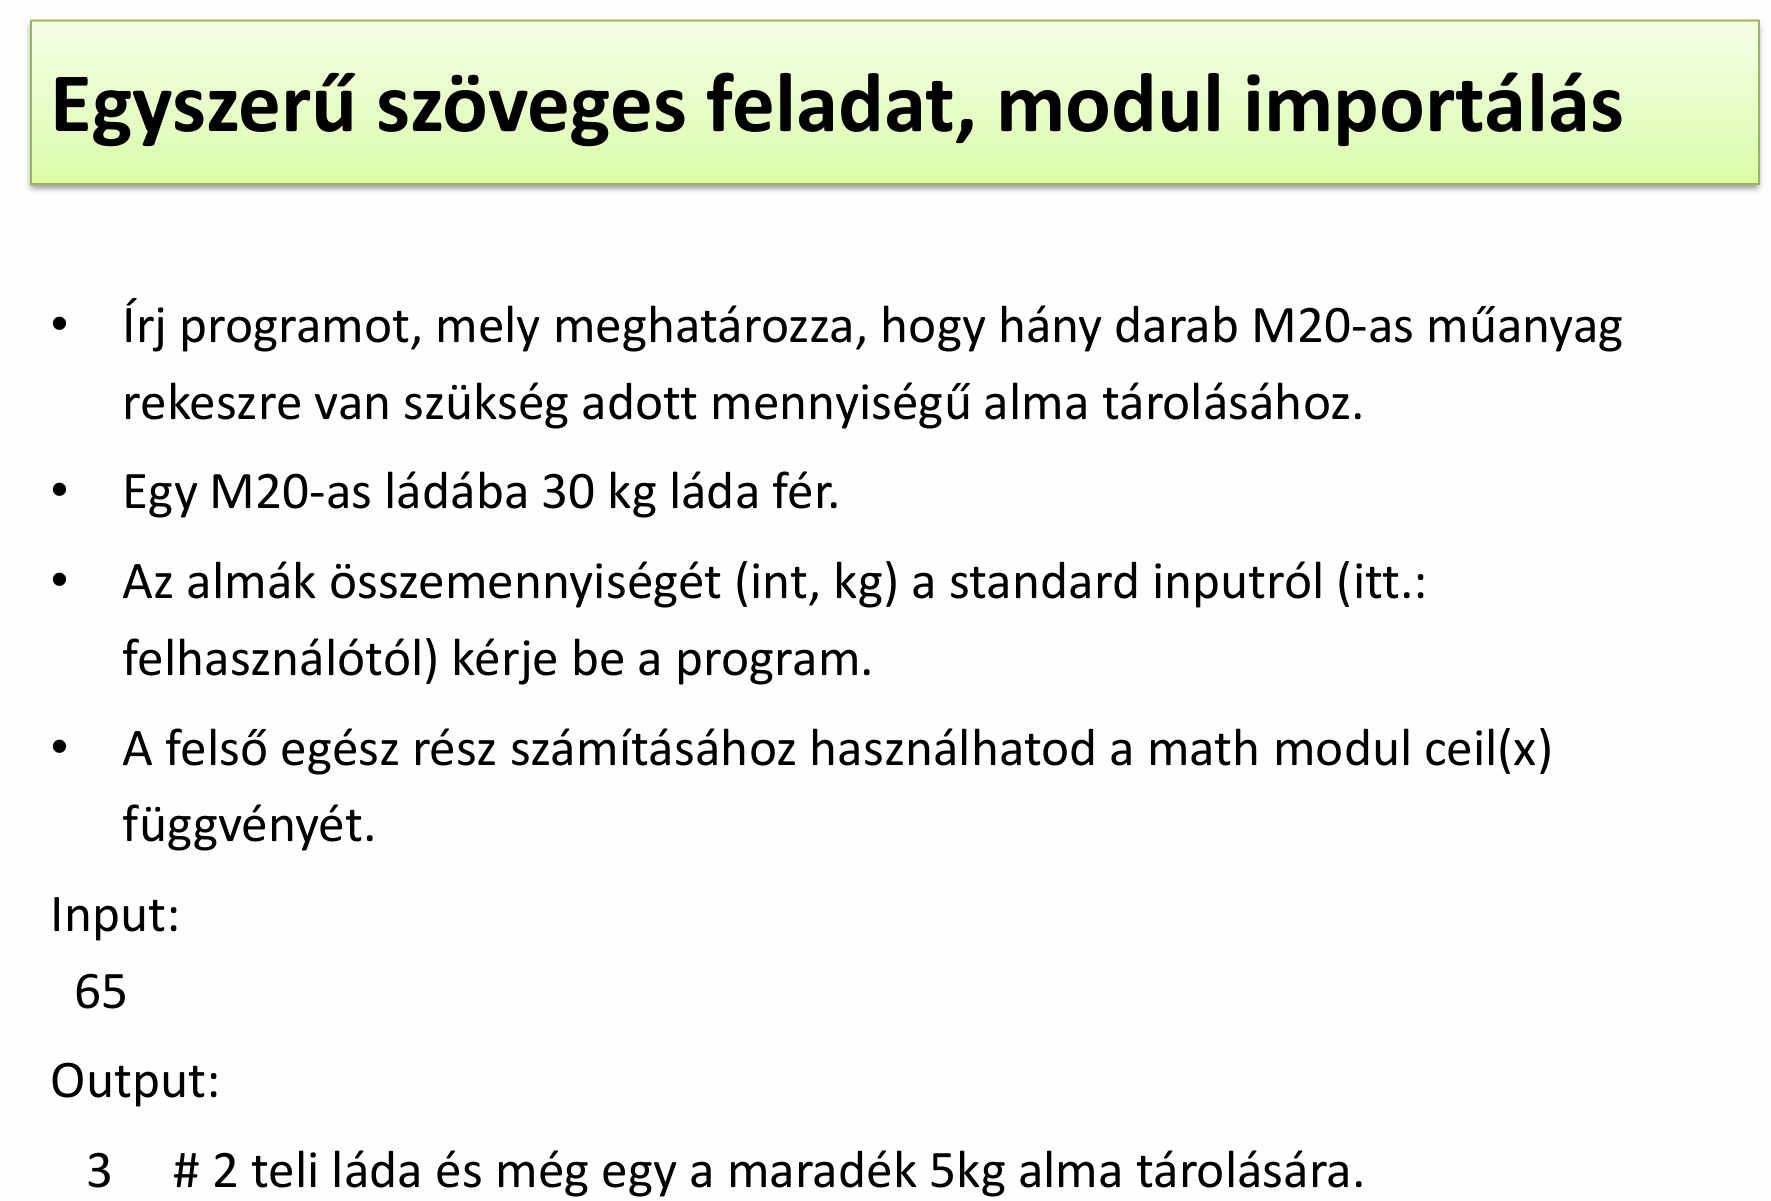 Egyszerű szöveges feladat, modul importálás
• Írj programot, mely meghatározza, hogy hány darab M20-as műanyag
rekeszre van szükség adott mennyiségű alma tárolásához.
• Egy M20-as ládába 30 kg láda fér.
• Az almák összemennyiségét (int, kg) a standard inputról (itt.:
felhasználótól) kérje be a program.
• A felső egész rész számításához használhatod a math modul ceil(x)
függvényét.
Input:
65
Output:
3 # 2 teli láda és még egy a maradék 5kg alma tárolására.